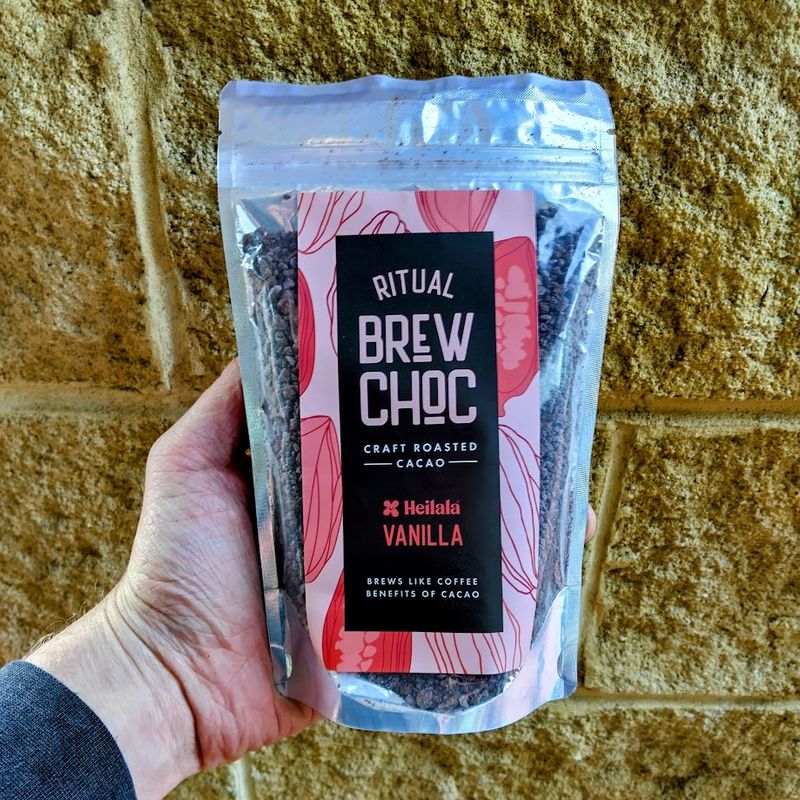 RITUAL
BREW
CHOC
CRAFT ROASTED
CACAO
Heilala
VANILLA
BREWS LIKE COFFEE
BENEFITS OF CACAO